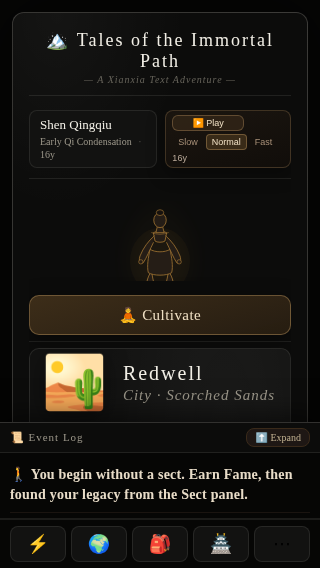 🏔️ Tales of the Immortal
Path
— A Xianxia Text Adventure —
Shen Qingqiu
Early Qi Condensation ·
16y
▶️ Play
Slow Normal Fast
16y
🧘 Cultivate
Redwell
City · Scorched Sands
📜 Event Log
⬆️ Expand
🚶 You begin without a sect. Earn Fame, then
found your legacy from the Sect panel.
⋯